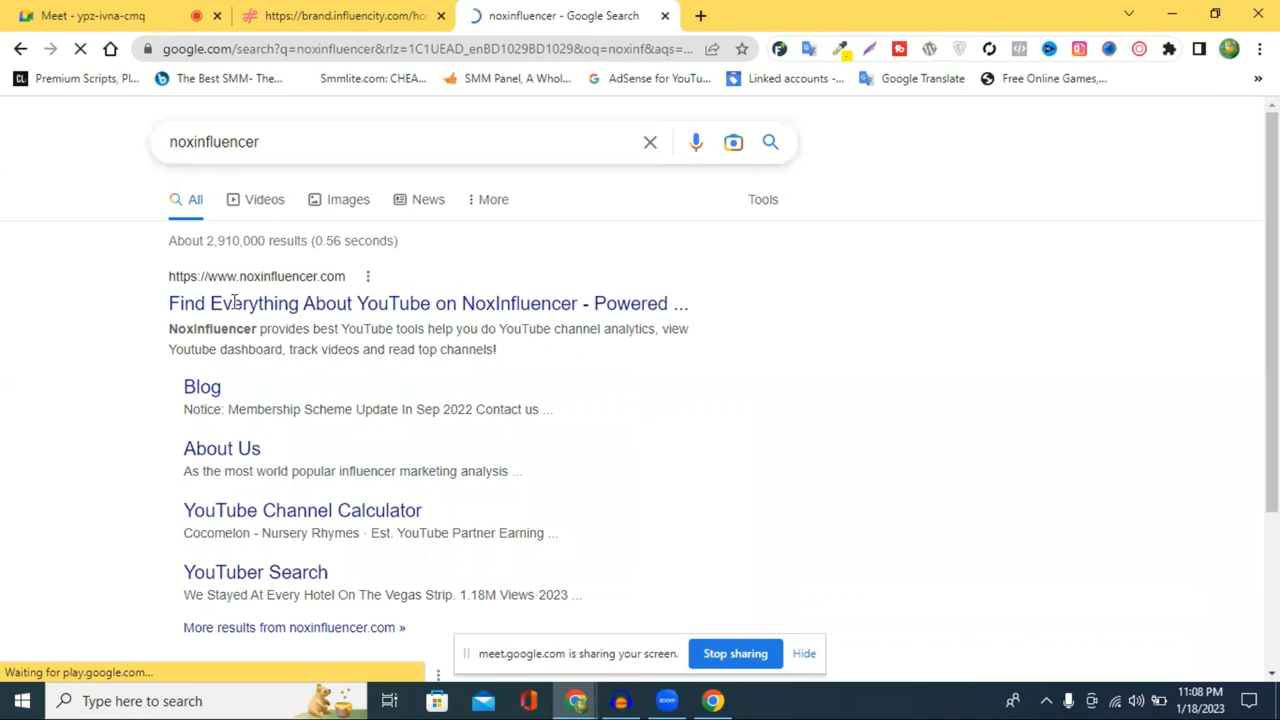 Meet - ypz-ivna-cmq
https://brand.influencity.com/ho
noxinfluencer - Google Search
google.com/search?q=noxinfluencer&rlz=1C1UEAD_enBD1029BD1029&oq=noxinf&aqs=...
Premium Scripts, Pl...
The Best SMM- The...
Smmlite.com: CHEA...
SMM Panel, A Whol...
AdSense for YouTu...
Linked accounts -...
Google Translate
Free Online Games,...
noxinfluencer
All
Videos
Images
News
More
Tools
About 2,910,000 results (0.56 seconds)
https://www.noxinfluencer.com
Find Everything About YouTube on NoxInfluencer - Powered ...
NoxInfluencer provides best YouTube tools help you do YouTube channel analytics, view
Youtube dashboard, track videos and read top channels!
Blog
Notice: Membership Scheme Update In Sep 2022 Contact us ...
About Us
As the most world popular influencer marketing analysis ...
YouTube Channel Calculator
Cocomelon - Nursery Rhymes · Est. YouTube Partner Earning ...
YouTuber Search
We Stayed At Every Hotel On The Vegas Strip. 1.18M Views·2023 ...
More results from noxinfluencer.com »
meet.google.com is sharing your screen.
Stop sharing
Hide
Waiting for play.google.com...
Type here to search
zoom
11:08 PM
1/18/2023